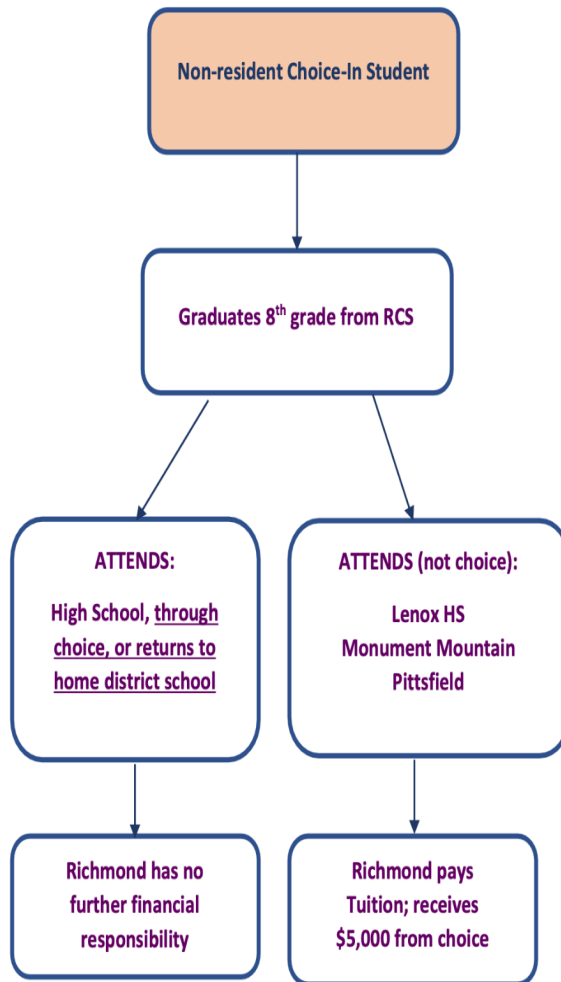 Non-resident Choice-In Student
Graduates 8th grade from RCS
ATTENDS:
High School, through
choice, or returns to
home district school
ATTENDS (not choice):
Lenox HS
Monument Mountain
Pittsfield
Richmond has no
further financial
responsibility
Richmond pays
Tuition; receives
$5,000 from choice